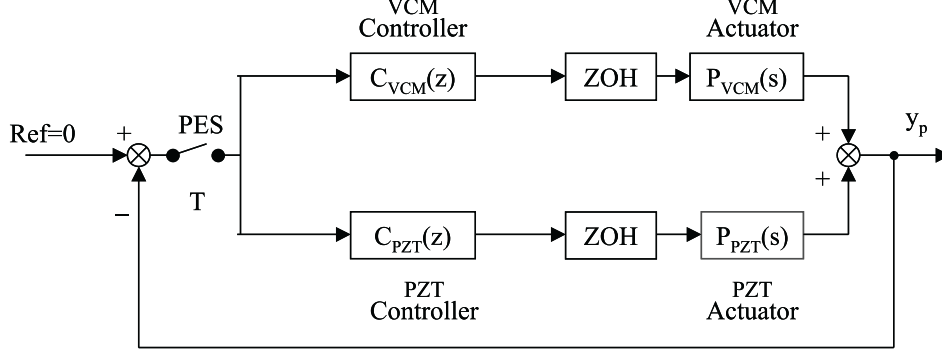 VCM
Controller
VCM
Actuator
C_VCM(z)
ZOH
P_VCM(s)
Ref=0
+
PES
T
−
+
+
y_p
C_PZT(z)
ZOH
P_PZT(s)
PZT
Controller
PZT
Actuator